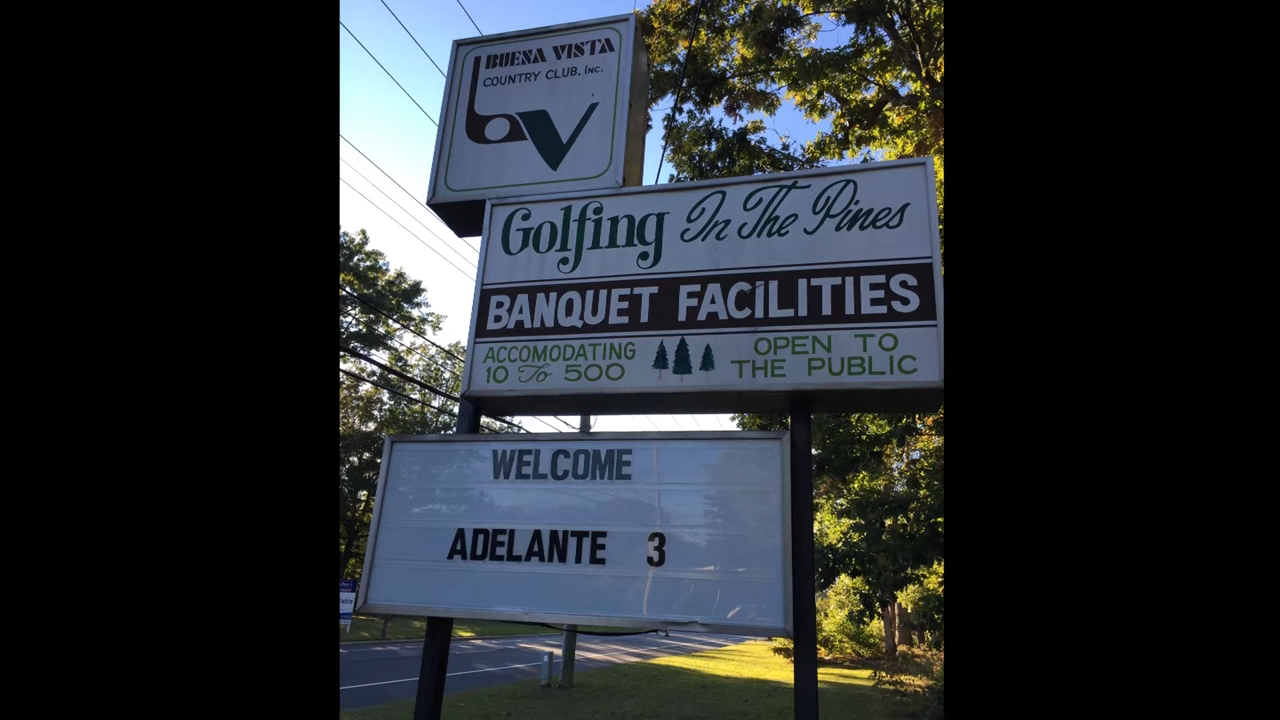 BUENA VISTA
COUNTRY CLUB, INC.
bV
Golfing In The Pines
BANQUET FACILITIES
ACCOMODATING
10 To 500
OPEN TO
THE PUBLIC
WELCOME
ADELANTE 3